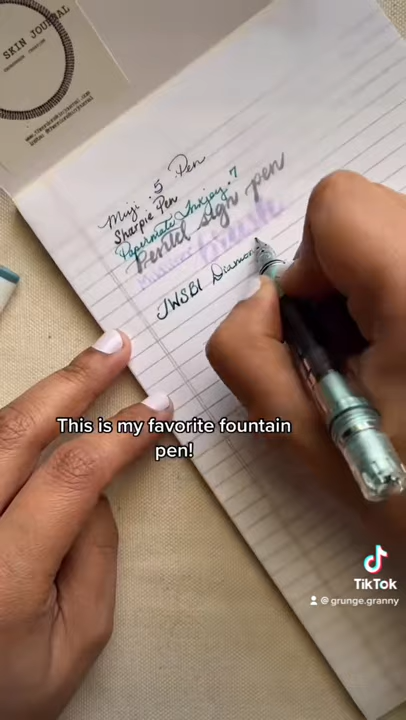 SKIN JOURNAL
Muji .5 Pen
Sharpie Pen
Papermate Inkjoy .7
Pentel sign pen
JWSBI Diamon
This is my favorite fountain
pen!
TikTok
@grunge.granny